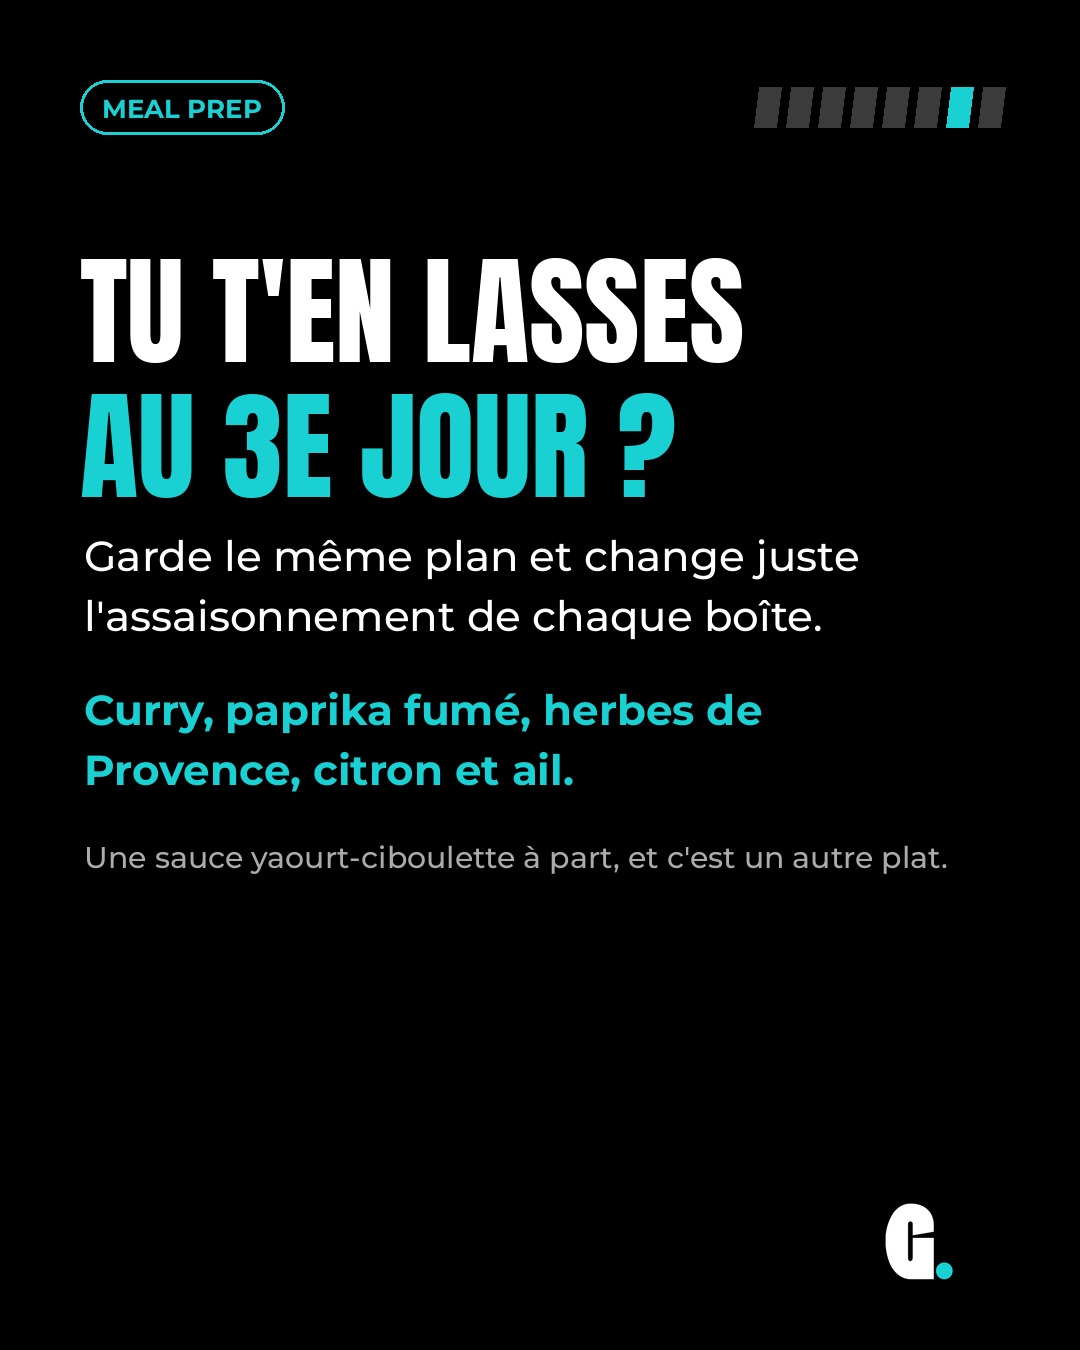 MEAL PREP
TU T'EN LASSES
AU 3E JOUR ?
Garde le même plan et change juste
l'assaisonnement de chaque boîte.
Curry, paprika fumé, herbes de
Provence, citron et ail.
Une sauce yaourt-ciboulette à part, et c'est un autre plat.
G.